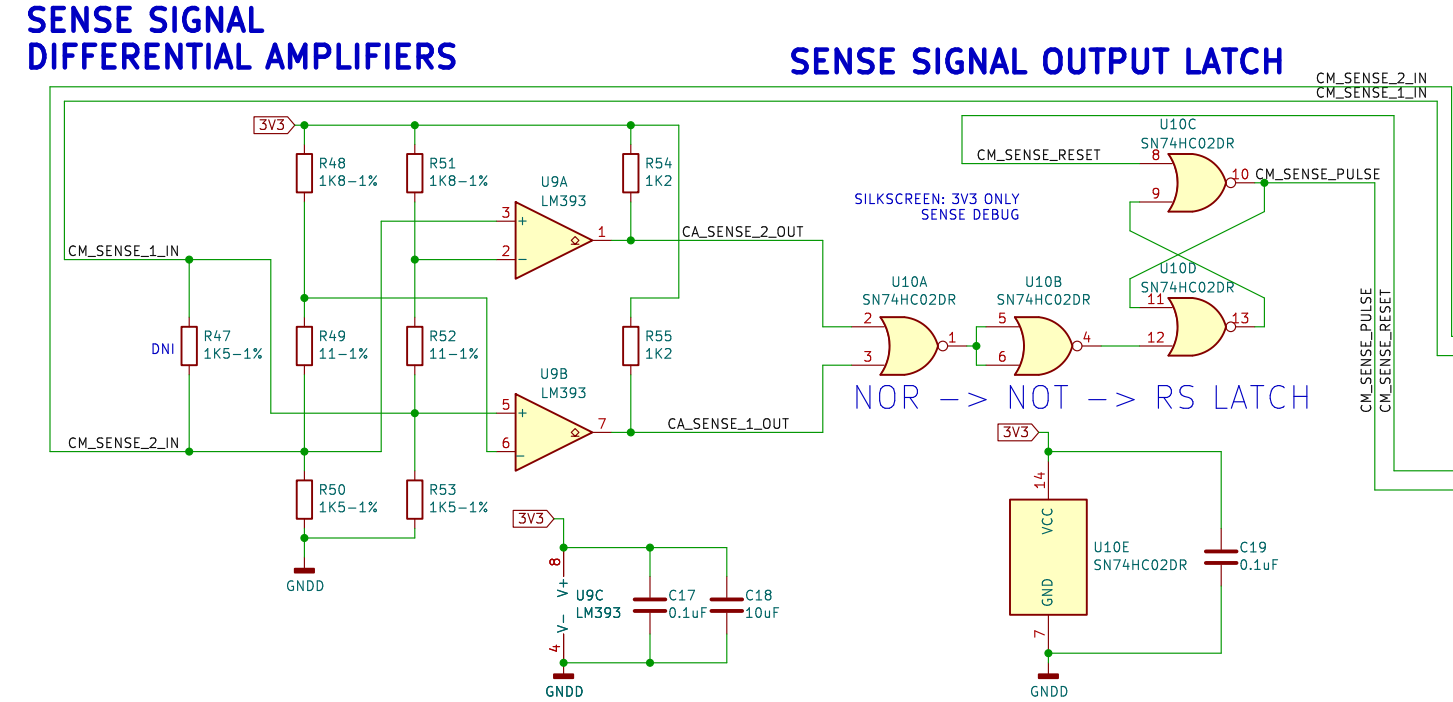 SENSE SIGNAL
DIFFERENTIAL AMPLIFIERS
SENSE SIGNAL OUTPUT LATCH
CM_SENSE_2_IN
CM_SENSE_1_IN
3V3
R48
1K8-1%
R51
1K8-1%
R54
1K2
U9A
LM393
3
+
2
-
1
CA_SENSE_2_OUT
CM_SENSE_1_IN
R47
1K5-1%
DNI
R49
11-1%
R52
11-1%
R55
1K2
U9B
LM393
5
+
6
-
7
CA_SENSE_1_OUT
CM_SENSE_2_IN
R50
1K5-1%
R53
1K5-1%
GNDD
3V3
8
V+
V-
4
U9C
LM393
C17
0.1uF
C18
10uF
GNDD
U10C
SN74HC02DR
CM_SENSE_RESET
8
9
10
CM_SENSE_PULSE
SILKSCREEN: 3V3 ONLY
SENSE DEBUG
U10D
SN74HC02DR
11
12
13
U10A
SN74HC02DR
2
3
1
U10B
SN74HC02DR
5
6
4
CM_SENSE_PULSE
CM_SENSE_RESET
NOR -> NOT -> RS LATCH
3V3
14
VCC
GND
7
U10E
SN74HC02DR
C19
0.1uF
GNDD